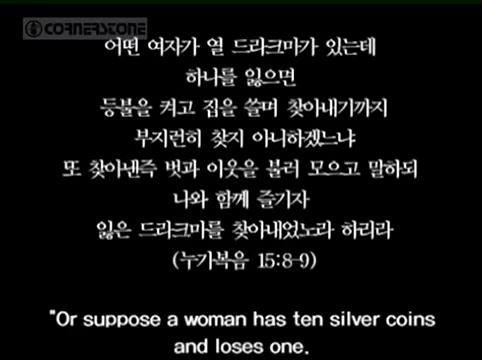 CORNERSTONE
어떤 여자가 열 드라크마가 있는데
하나를 잃으면
등불을 켜고 집을 쓸며 찾아내기까지
부지런히 찾지 아니하겠느냐
또 찾아낸즉 벗과 이웃을 불러 모으고 말하되
나와 함께 즐기자
잃은 드라크마를 찾아내었노라 하리라
(누가복음 15:8-9)
"Or suppose a woman has ten silver coins
and loses one.